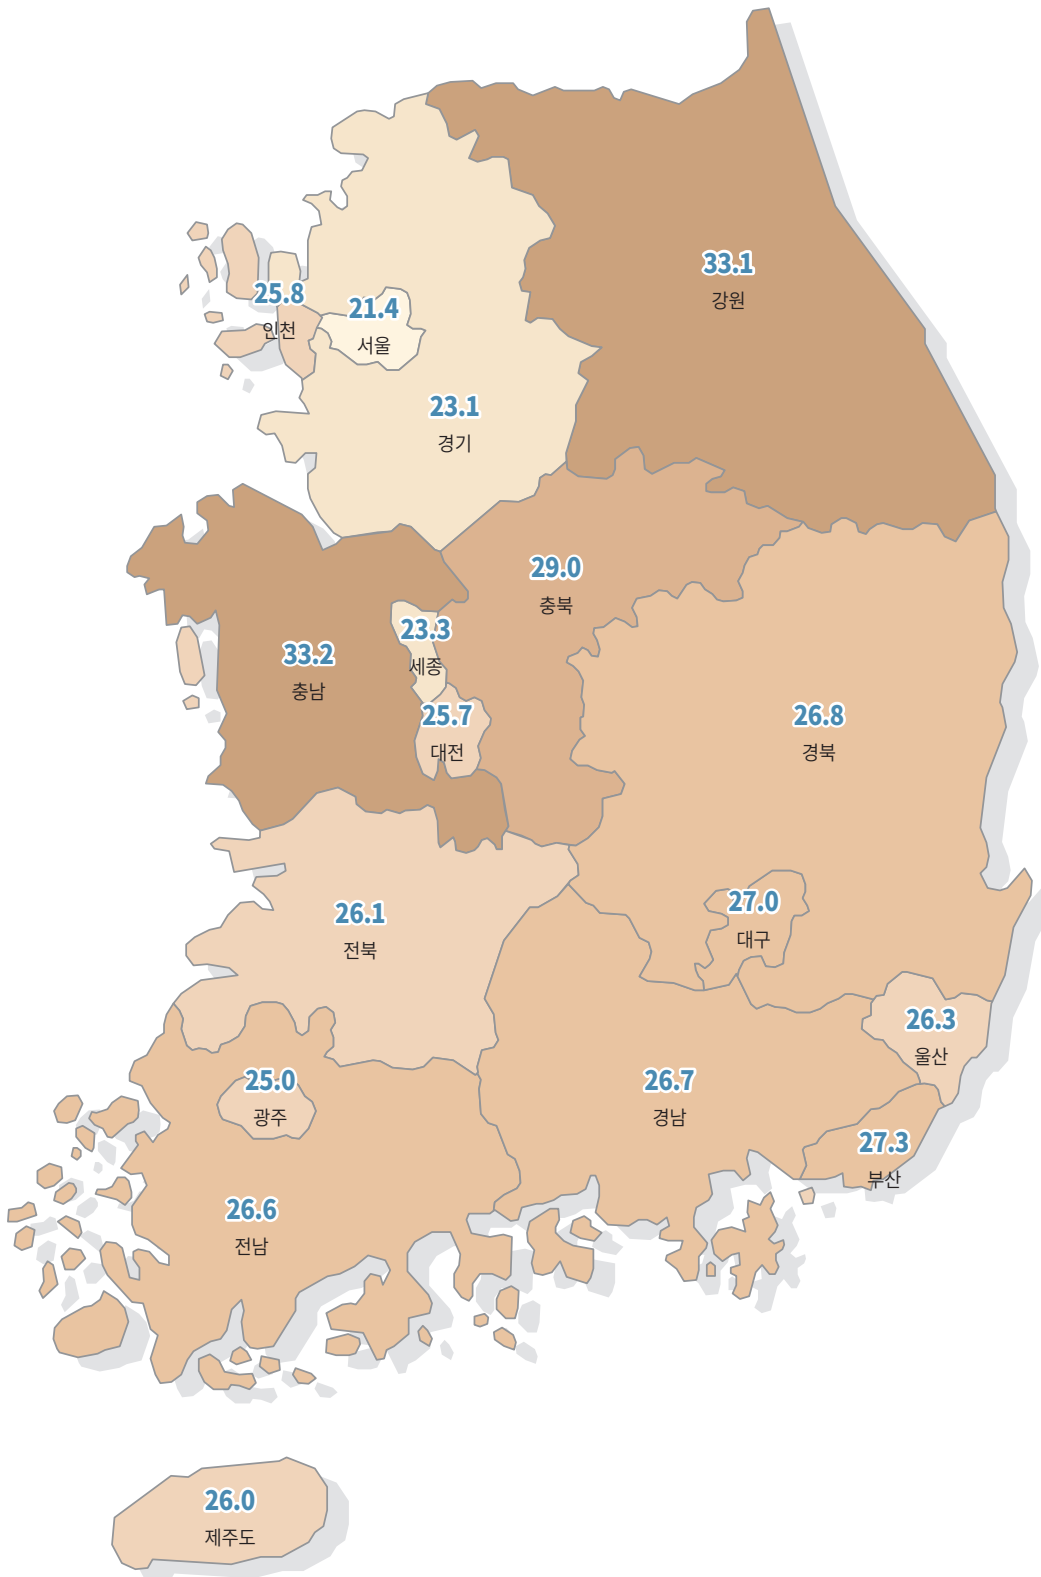 33.1
강원
25.8
인천
21.4
서울
23.1
경기
29.0
충북
23.3
세종
33.2
충남
25.7
대전
26.8
경북
27.0
대구
26.1
전북
26.3
울산
25.0
광주
26.7
경남
27.3
부산
26.6
전남
26.0
제주도